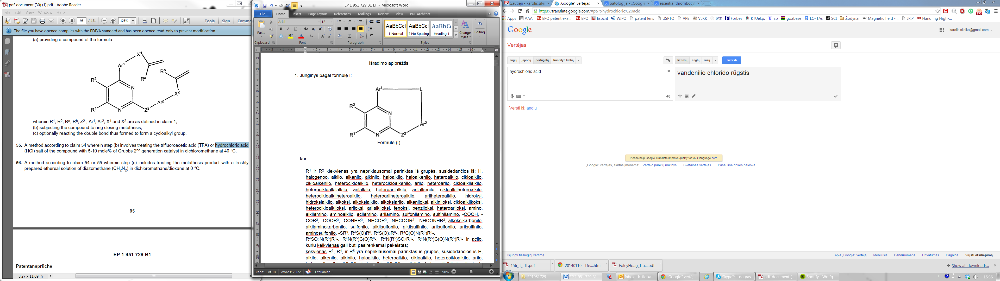 pdf-document (30) (1).pdf - Adobe Reader
File Edit View Window Help
95 / 131 125% Tools Sign Comme
The file you have opened complies with the PDF/A standard and has been opened read-only to prevent modification.
(a) providing a compound of the formula
X1
Ar1
Rb
R2
Ra
N
X2
Ar2
R1 N Z2
wherein R1, R2, Ra, Rb, Z2 , Ar1, Ar2, X1 and X2 are as defined in claim 1;
(b) subjecting the compound to ring closing metathesis;
(c) optionally reacting the double bond thus formed to form a cycloalkyl group.
55. A method according to claim 54 wherein step (b) involves treating the trifluoroacetic acid (TFA) or hydrochloric acid
(HCl) salt of the compound with 5-10 mole% of Grubbs 2nd generation catalyst in dichloromethane at 40 °C.
56. A method according to claim 54 or 55 wherein step (c) includes treating the metathesis product with a freshly
prepared ethereal solution of diazomethane (CH2N2) in dichloromethane/dioxane at 0 °C.
95
EP 1 951 729 B1
Patentansprüche
8,27 x 11,69 in
EP 1 951 729 B1 LT - Microsoft Word
File Home Insert Page Layout References Mailings Review View PDF Architect
Paste
Arial 12
AaBbCcI AaBbCcI AaBbCc
¶ Normal ¶ No Spacing Heading 1
Change Styles
Editing
Clipboard Font Paragraph Styles
Išradimo apibrėžtis
1. Junginys pagal formulę I:
Ar1 L
R2
N
Ar2
R1 N Z2
Formulė (I)
kur
R1 ir R2 kiekvienas yra nepriklausomai parinktas iš grupės, susidedančios iš: H,
halogenoo, alkilo, alkenilo, alkinilo, haloalkilo, haloalkenilo, heteroalkilo, cikloalkilo,
cikloalkenilo, heterocikloalkilo, heterocikloalkenilo, arilo, heteroarilo, cikloalkilalkilo,
heterocikloalkilalkilo, arilalkilo, heteroarilalkilo, arilalkenilo, cikloalkilheteroalkilo,
heterocikloalkilheteroalkilo, heteroarilheteroalkilo, arilheteroalkilo, hidroksi,
hidroksialkilo, alkoksi, alkoksialkilo, alkoksiarilo, alkeniloksi, alkiniloksi, cikloalkilkoksi,
heterocikloalkiloksi, ariloksi, arilalkiloksi, fenoksi, benziloksi, heteroariloksi, amino,
alkilamino, aminoalkilo, acilamino, arilamino, sulfonilamino, sulfinilamino, -COOH, -
COR3, -COOR3, -CONHR3, -NHCOR3, -NHCOOR3, -NHCONHR3, alkoksikarbonilo,
alkilaminokarbonilo, sulfonilo, alkilsulfonilo, alkilsulfinilo, arilsulfonilo, arilsulfinilo,
aminosulfonilo, -SR3, R4S(O)R6, R4S(O)2R6-, R4C(O)N(R5)R6-,
R4SO2N(R5)R6-, R4N(R5)C(O)R6-, R4N(R5)SO2R6-, R4N(R5)C(O)N(R5)R6- ir acilo,
kurių keikvienas gali būti pasirenkamai pakeistas;
kekvienas R3, R4, ir R5 yra nepriklausomai parinktas iš grupės, susidedančios iš H,
alkilo, alkenilo, alkinilo, haloalkilo, heteroalkilo, cikloalkilo, heterocikloalkilo, arilo,
Page: 1 of 18 Words: 2.322 Lithuanian 90%
Gautieji - karolis.silei „Google“ vertėjas patologija - „Google essential thrombocyt
https://translate.google.com/#pt/lt/hydrochloric%20acid
Apps AAA EPO patent exa... EPO Espcnt WIPO patent lens USPTO VPB VLKK IP® Forbes KTUel.p. Eb goabase LOFTAs SCI Žodynai Magnetic field -... JPIP Handling High-...
Google
karolis.sileika@gmail.com
Vertėjas
anglų japonų portugalų Nustatyti kalbą lietuvių anglų rusų Išversti
hydrochloric acid
vandenilio chlorido rūgštis
Versti iš: anglų
Please help Google Translate improve quality for your language here.
„Google“ vertėjas, skirtas įmonėms: Vertėjo įrankių rinkinys Svetainės vertėjas Pasaulinė rinkos paieška
Išjungti tiesioginį vertimą
Apie „Google“ vertėją Mobilusis Bendruomenė Privatumas Pagalba Siųsti atsiliepimą
156_lt_LTL.pdf 20140110 - De....htm FoleyHoag_Tra....pdf Show all downloads...
EP1951729 - EP 1 951 729 B1... Inbox - k.sileika... „Google“ vertėj... Skype™ - degras pdf-document (... Spotify - Wolfg... LT 15:36